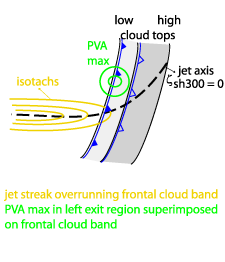 low high
cloud tops
PVA
max
isotachs
jet axis
sh300 = 0
jet streak overrunning frontal cloud band
PVA max in left exit region superimposed
on frontal cloud band